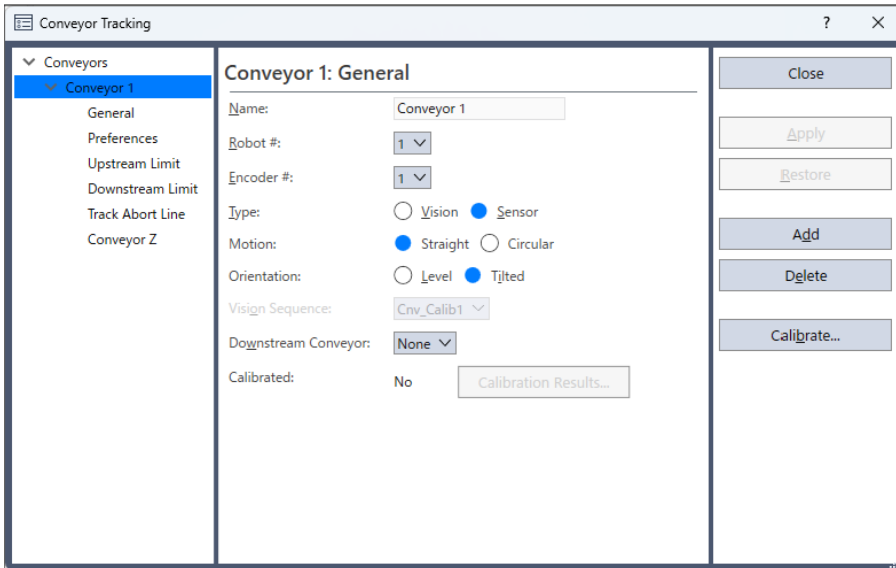 Conveyor Tracking
?
Conveyors
Conveyor 1
General
Preferences
Upstream Limit
Downstream Limit
Track Abort Line
Conveyor Z
Conveyor 1: General
Name: Conveyor 1
Robot #: 1
Encoder #: 1
Type: Vision Sensor
Motion: Straight Circular
Orientation: Level Tilted
Vision Sequence: Cnv_Calib1
Downstream Conveyor: None
Calibrated: No Calibration Results...
Close
Apply
Restore
Add
Delete
Calibrate...